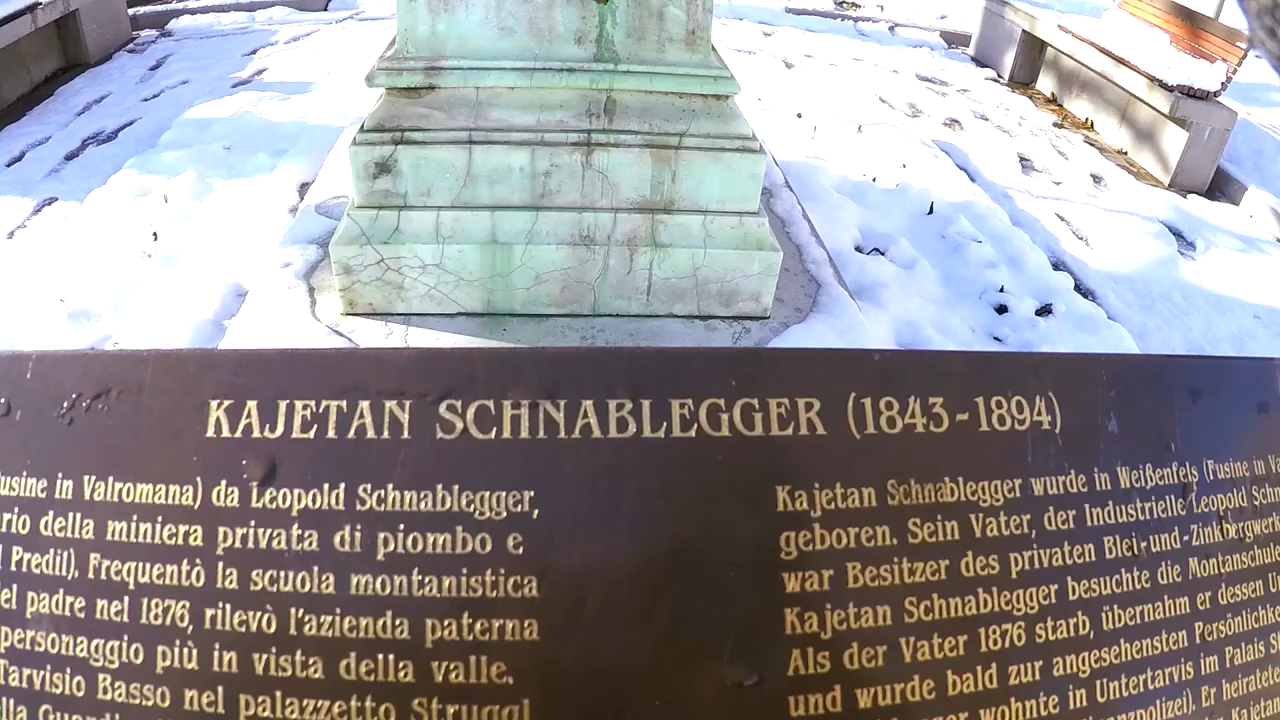 KAJETAN SCHNABLEGGER (1843-1894)
in Valromana) da Leopold Schnablegger,
della miniera privata di piombo e
Predil). Frequentò la scuola montanistica
padre nel 1876, rilevò l'azienda paterna
personaggio più in vista della valle.
Tarvisio Basso nel palazzetto
Kajetan Schnablegger wurde in Weißenfels (Fusine in
geboren. Sein Vater, der Industrielle Leopold
war Besitzer des privaten Blei-und-Zinkbergwerk
Kajetan Schnablegger besuchte die Montanschule
Als der Vater 1876 starb, übernahm er dessen
und wurde bald zur angesehensten
wohnte in Untertarvis im Palais
Er heiratete
Kajetan